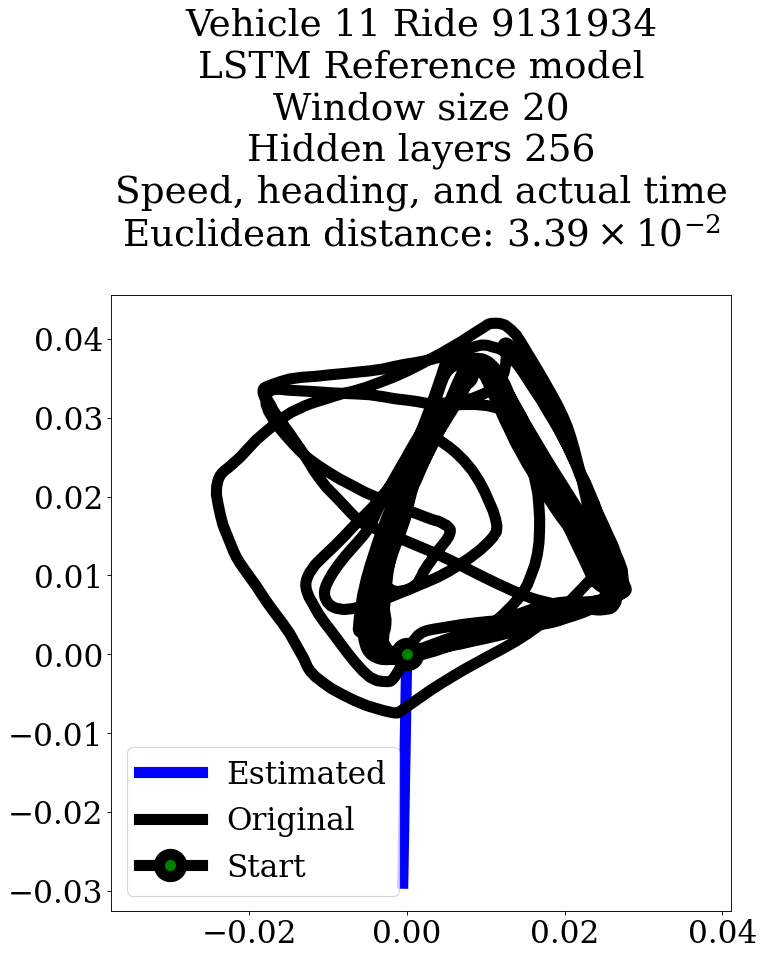 Vehicle 11 Ride 9131934
LSTM Reference model
Window size 20
Hidden layers 256
Speed, heading, and actual time
Euclidean distance: 3.39 × 10⁻²
0.04
0.03
0.02
0.01
0.00
−0.01
−0.02
−0.03
Estimated
Original
Start
−0.02 0.00 0.02 0.04